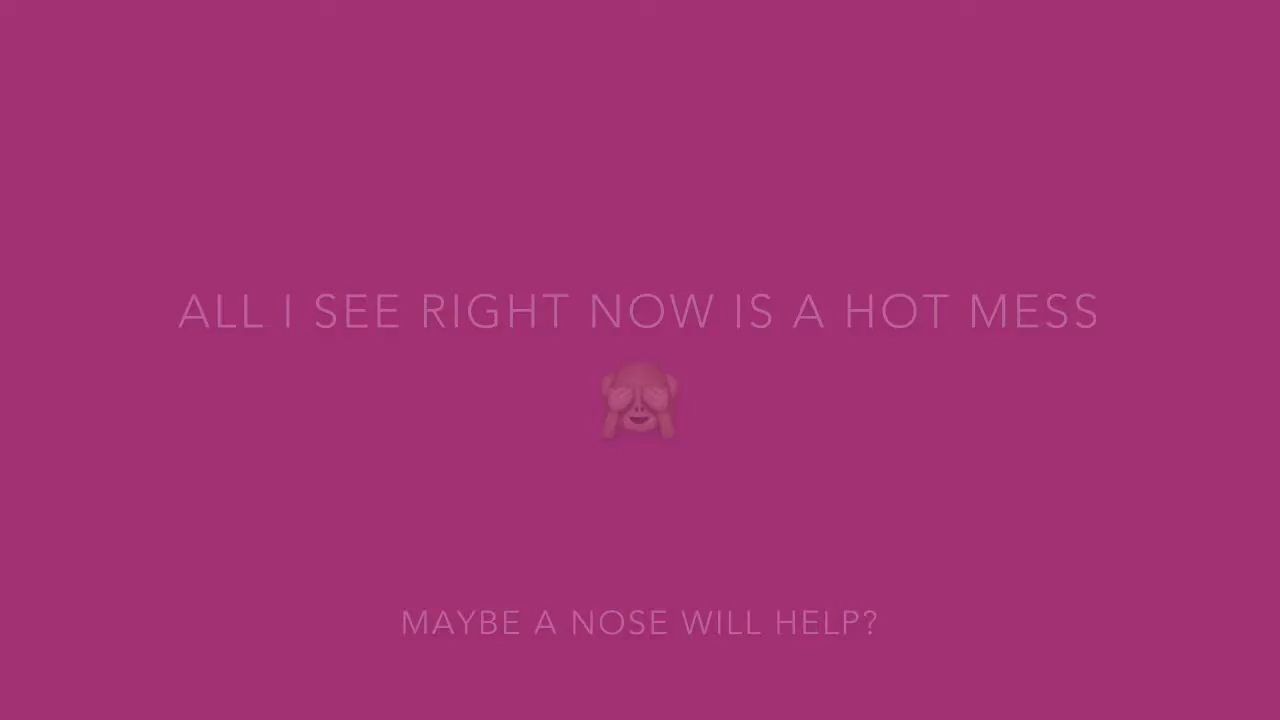 ALL I SEE RIGHT NOW IS A HOT MESS
🙈
MAYBE A NOSE WILL HELP?